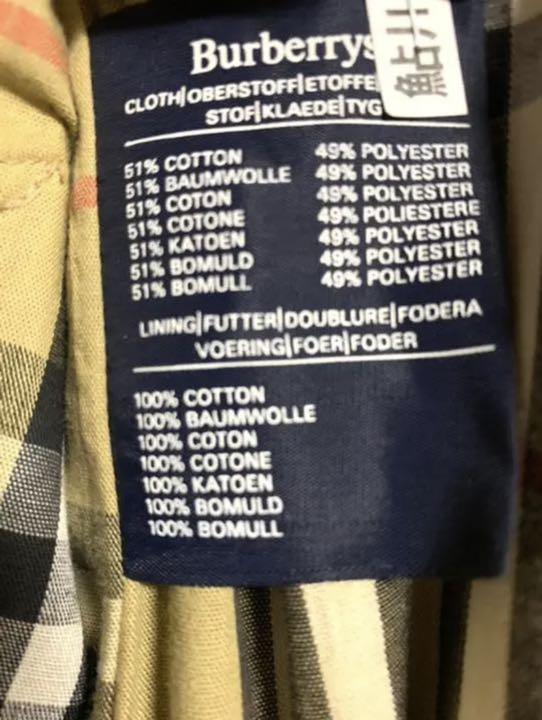 Burberrys
鮎川
CLOTH|OBERSTOFF|ETOFFE
STOF|KLAEDE|TYG
51% COTTON 49% POLYESTER
51% BAUMWOLLE 49% POLYESTER
51% COTON 49% POLYESTER
51% COTONE 49% POLIESTERE
51% KATOEN 49% POLYESTER
51% BOMULD 49% POLYESTER
51% BOMULL 49% POLYESTER
LINING|FUTTER|DOUBLURE|FODERA
VOERING|FOER|FODER
100% COTTON
100% BAUMWOLLE
100% COTON
100% COTONE
100% KATOEN
100% BOMULD
100% BOMULL